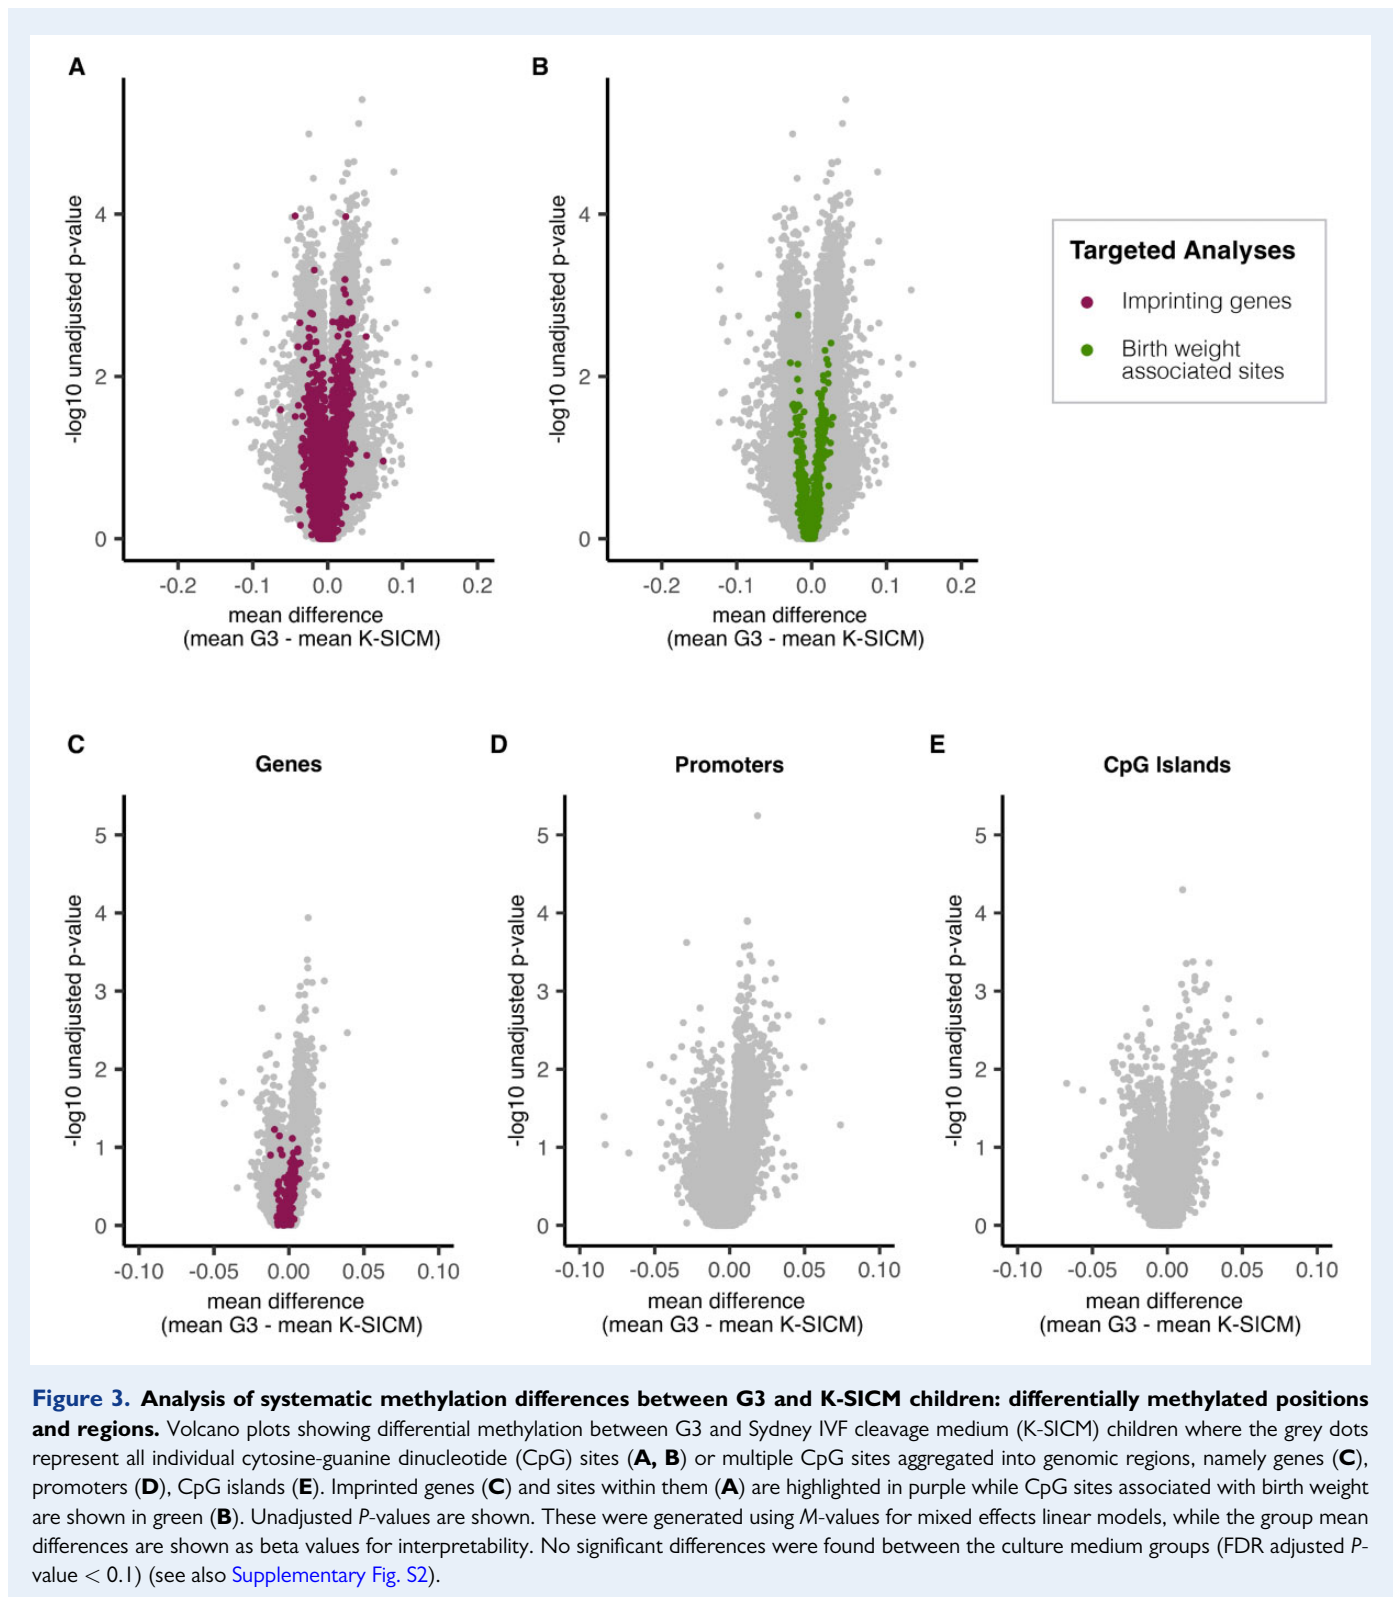 A
B
-log10 unadjusted p-value
4
2
0
-0.2 -0.1 0.0 0.1 0.2
mean difference
(mean G3 - mean K-SICM)
-log10 unadjusted p-value
4
2
0
-0.2 -0.1 0.0 0.1 0.2
mean difference
(mean G3 - mean K-SICM)
Targeted Analyses
Imprinting genes
Birth weight
associated sites
C
Genes
-log10 unadjusted p-value
5
4
3
2
1
0
-0.10 -0.05 0.00 0.05 0.10
mean difference
(mean G3 - mean K-SICM)
D
Promoters
-log10 unadjusted p-value
5
4
3
2
1
0
-0.10 -0.05 0.00 0.05 0.10
mean difference
(mean G3 - mean K-SICM)
E
CpG Islands
-log10 unadjusted p-value
5
4
3
2
1
0
-0.10 -0.05 0.00 0.05 0.10
mean difference
(mean G3 - mean K-SICM)
Figure 3. Analysis of systematic methylation differences between G3 and K-SICM children: differentially methylated positions
and regions. Volcano plots showing differential methylation between G3 and Sydney IVF cleavage medium (K-SICM) children where the grey dots
represent all individual cytosine-guanine dinucleotide (CpG) sites (A, B) or multiple CpG sites aggregated into genomic regions, namely genes (C),
promoters (D), CpG islands (E). Imprinted genes (C) and sites within them (A) are highlighted in purple while CpG sites associated with birth weight
are shown in green (B). Unadjusted P-values are shown. These were generated using M-values for mixed effects linear models, while the group mean
differences are shown as beta values for interpretability. No significant differences were found between the culture medium groups (FDR adjusted P-
value < 0.1) (see also Supplementary Fig. S2).